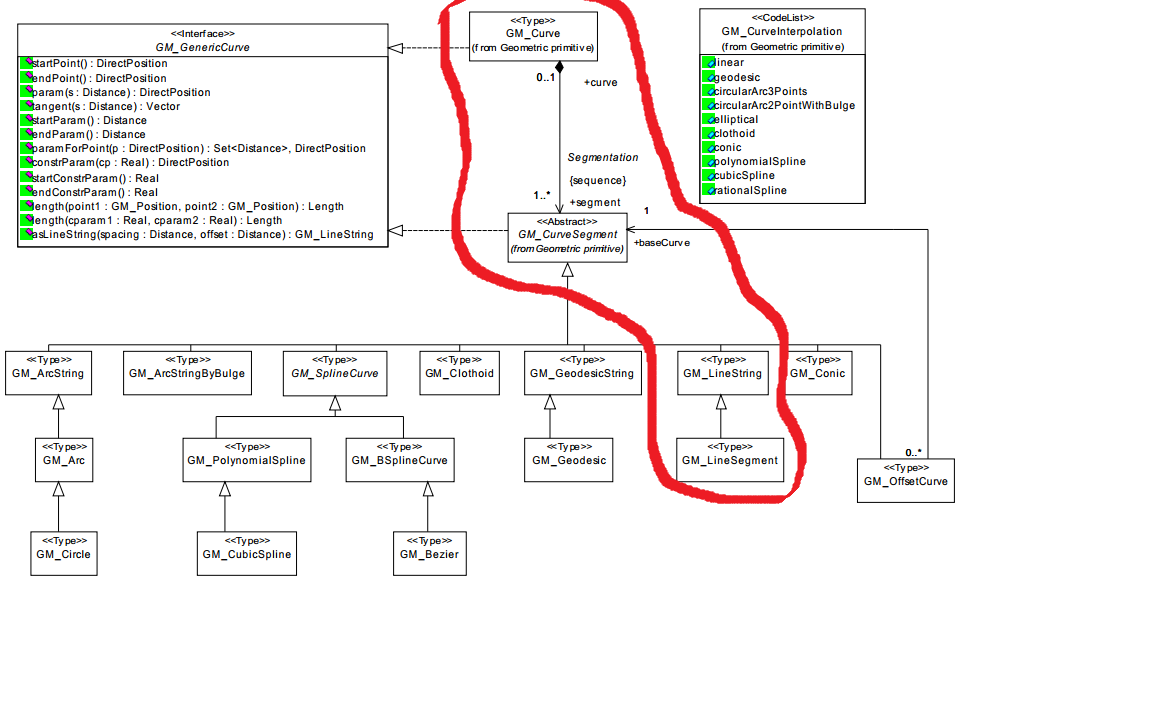 <<Interface>>
GM_GenericCurve
startPoint() : DirectPosition
endPoint() : DirectPosition
param(s : Distance) : DirectPosition
tangent(s : Distance) : Vector
startParam() : Distance
endParam() : Distance
paramForPoint(p : DirectPosition) : Set<Distance>, DirectPosition
constrParam(cp : Real) : DirectPosition
startConstrParam() : Real
endConstrParam() : Real
length(point1 : GM_Position, point2 : GM_Position) : Length
length(cparam1 : Real, cparam2 : Real) : Length
asLineString(spacing : Distance, offset : Distance) : GM_LineString
<<Type>>
GM_Curve
(from Geometric primitive)
0..1
+curve
Segmentation
{sequence}
1..*
+segment
<<Abstract>>
GM_CurveSegment
(from Geometric primitive)
1
+baseCurve
<<CodeList>>
GM_CurveInterpolation
(from Geometric primitive)
linear
geodesic
circularArc3Points
circularArc2PointWithBulge
elliptical
clothoid
conic
polynomialSpline
cubicSpline
rationalSpline
<<Type>>
GM_ArcString
<<Type>>
GM_ArcStringByBulge
<<Type>>
GM_SplineCurve
<<Type>>
GM_Clothoid
<<Type>>
GM_GeodesicString
<<Type>>
GM_LineString
<<Type>>
GM_Conic
<<Type>>
GM_Arc
<<Type>>
GM_PolynomialSpline
<<Type>>
GM_BSplineCurve
<<Type>>
GM_Geodesic
<<Type>>
GM_LineSegment
0..*
<<Type>>
GM_OffsetCurve
<<Type>>
GM_Circle
<<Type>>
GM_CubicSpline
<<Type>>
GM_Bezier